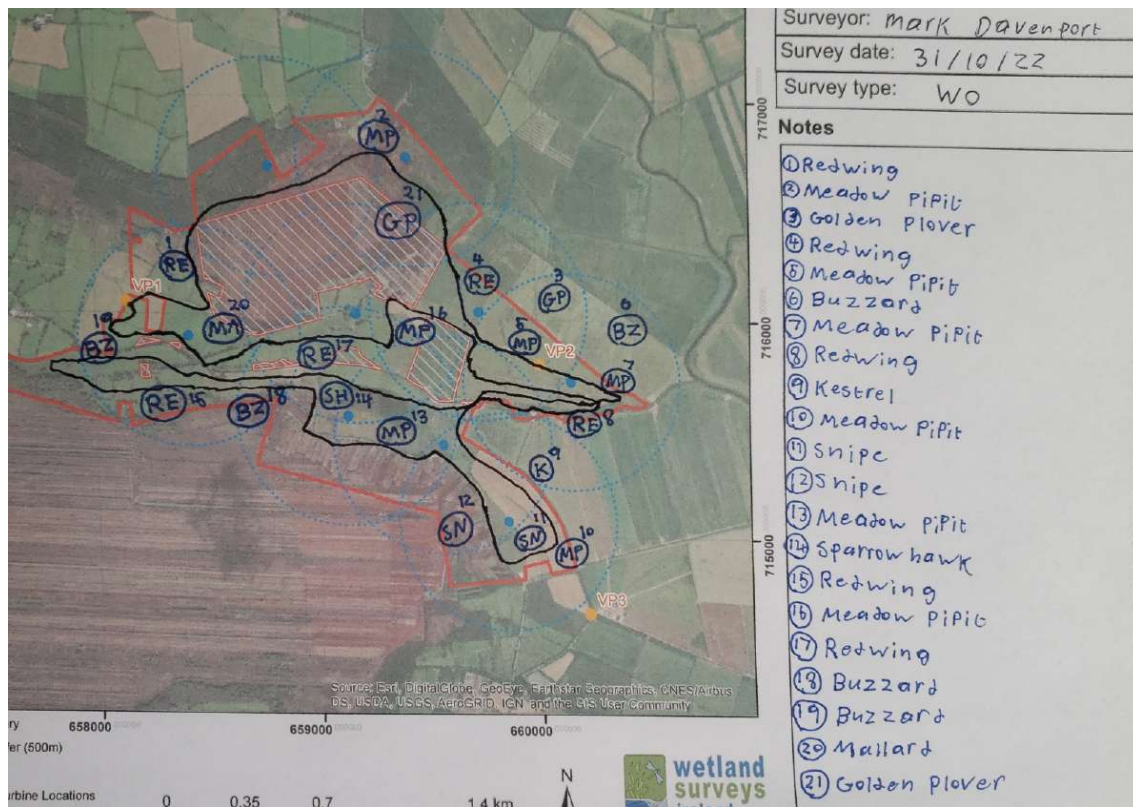 Surveyor: Mark Davenport
Survey date: 31/10/22
Survey type: WO
Notes
① Redwing
② Meadow Pipit
③ Golden Plover
④ Redwing
⑤ Meadow Pipit
⑥ Buzzard
⑦ Meadow Pipit
⑧ Redwing
⑨ Kestrel
⑩ Meadow Pipit
⑪ Snipe
⑫ Snipe
⑬ Meadow Pipit
⑭ Sparrowhawk
⑮ Redwing
⑯ Meadow Pipit
⑰ Redwing
⑱ Buzzard
⑲ Buzzard
⑳ Mallard
㉑ Golden Plover
2
MP
21
GP
1
RE
4
RE
3
GP
6
BZ
VP1
20
MA
19
BZ
16
MP
5
MP
VP2
17
RE
7
MP
15
RE
18
BZ
14
SH
13
MP
8
RE
9
K
12
SN
11
SN
10
MP
VP3
717000
716000
715000
Source: Esri, DigitalGlobe, GeoEye, Earthstar Geographics, CNES/Airbus
DS, USDA, USGS, AeroGRID, IGN, and the GIS User Community
658000
659000
660000
ry
er (500m)
urbine Locations
0 0.35 0.7 1.4 km
N
wetland
surveys
ireland